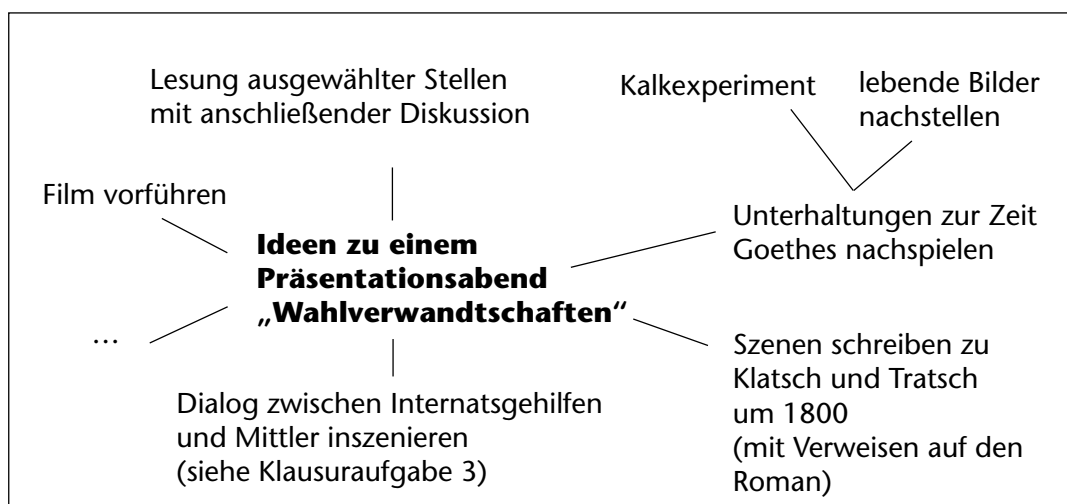 Lesung ausgewählter Stellen
mit anschließender Diskussion
Kalkexperiment
lebende Bilder
nachstellen
Film vorführen
Unterhaltungen zur Zeit
Goethes nachspielen
Ideen zu einem
Präsentationsabend
„Wahlverwandtschaften“
...
Szenen schreiben zu
Klatsch und Tratsch
um 1800
(mit Verweisen auf den
Roman)
Dialog zwischen Internatsgehilfen
und Mittler inszenieren
(siehe Klausuraufgabe 3)